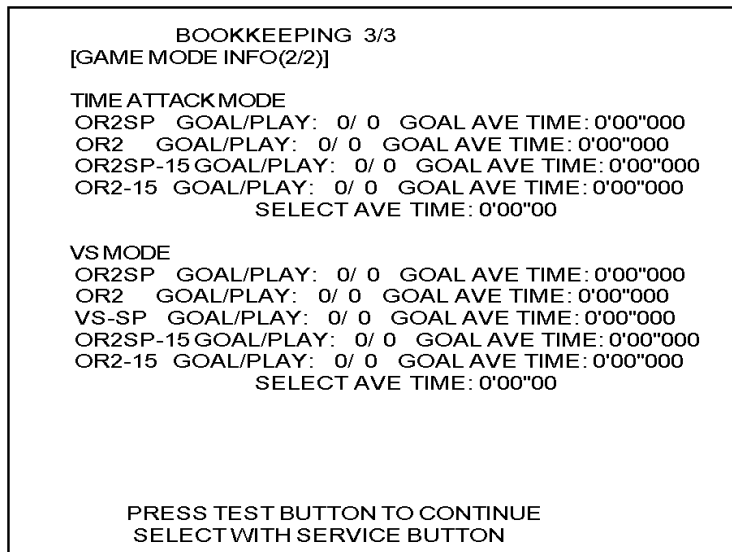 BOOKKEEPING 3/3
[GAME MODE INFO(2/2)]
TIME ATTACK MODE
OR2SP GOAL/PLAY: 0/ 0 GOAL AVE TIME: 0'00"000
OR2 GOAL/PLAY: 0/ 0 GOAL AVE TIME: 0'00"000
OR2SP-15 GOAL/PLAY: 0/ 0 GOAL AVE TIME: 0'00"000
OR2-15 GOAL/PLAY: 0/ 0 GOAL AVE TIME: 0'00"000
SELECT AVE TIME: 0'00"00
VS MODE
OR2SP GOAL/PLAY: 0/ 0 GOAL AVE TIME: 0'00"000
OR2 GOAL/PLAY: 0/ 0 GOAL AVE TIME: 0'00"000
VS-SP GOAL/PLAY: 0/ 0 GOAL AVE TIME: 0'00"000
OR2SP-15 GOAL/PLAY: 0/ 0 GOAL AVE TIME: 0'00"000
OR2-15 GOAL/PLAY: 0/ 0 GOAL AVE TIME: 0'00"000
SELECT AVE TIME: 0'00"00
PRESS TEST BUTTON TO CONTINUE
SELECT WITH SERVICE BUTTON